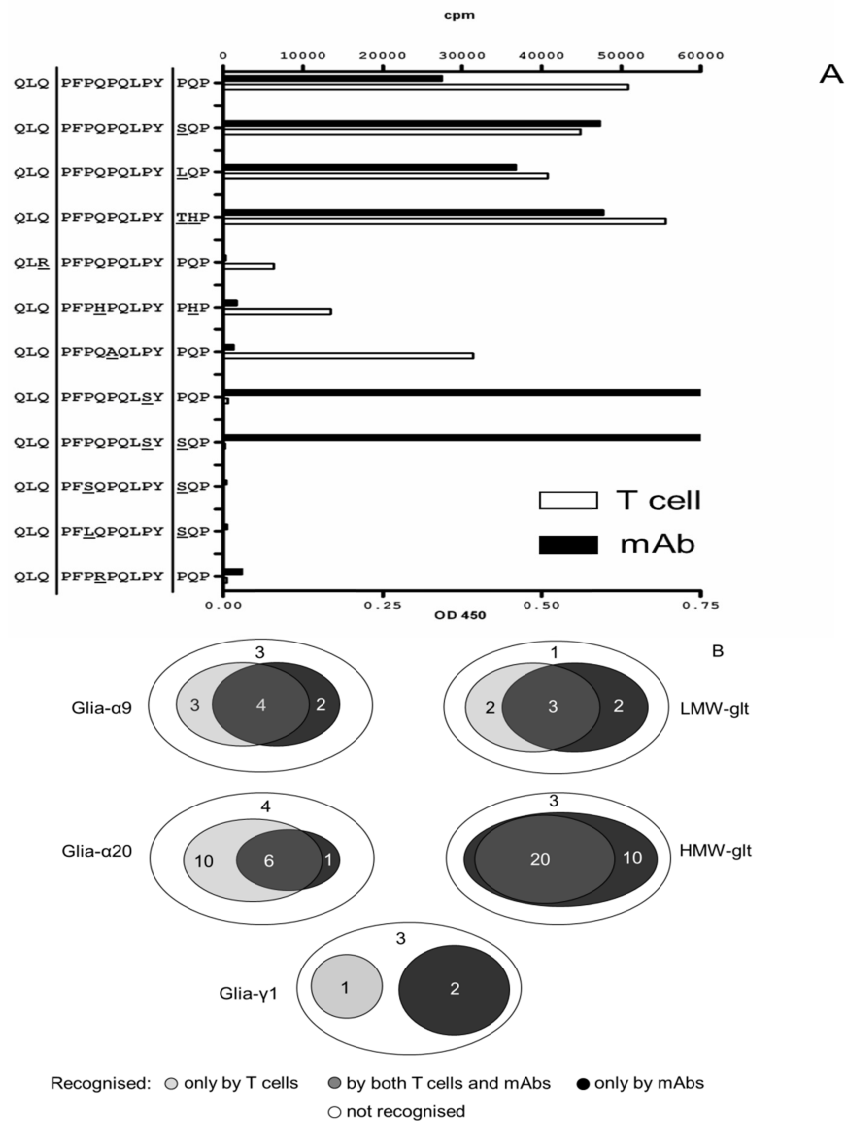 cpm
0 10000 20000 30000 40000 50000 60000
A
QLQ PFPQPQLPY PQP
QLQ PFPQPQLPY SQP
QLQ PFPQPQLPY LQP
QLQ PFPQPQLPY THP
QLR PFPQPQLPY PQP
QLQ PFPHPQLPY PHP
QLQ PFPQAQLPY PQP
QLQ PFPQPQLSY PQP
QLQ PFPQPQLSY SQP
QLQ PFSQPQLPY SQP
QLQ PFLQPQLPY SQP
QLQ PFPRPQLPY PQP
T cell
mAb
0.00 0.25 0.50 0.75
OD 450
B
Glia-α9 3 3 4 2
1 2 3 2 LMW-glt
Glia-α20 4 10 6 1
3 20 10 HMW-glt
Glia-γ1 3 1 2
Recognised: only by T cells by both T cells and mAbs only by mAbs
not recognised